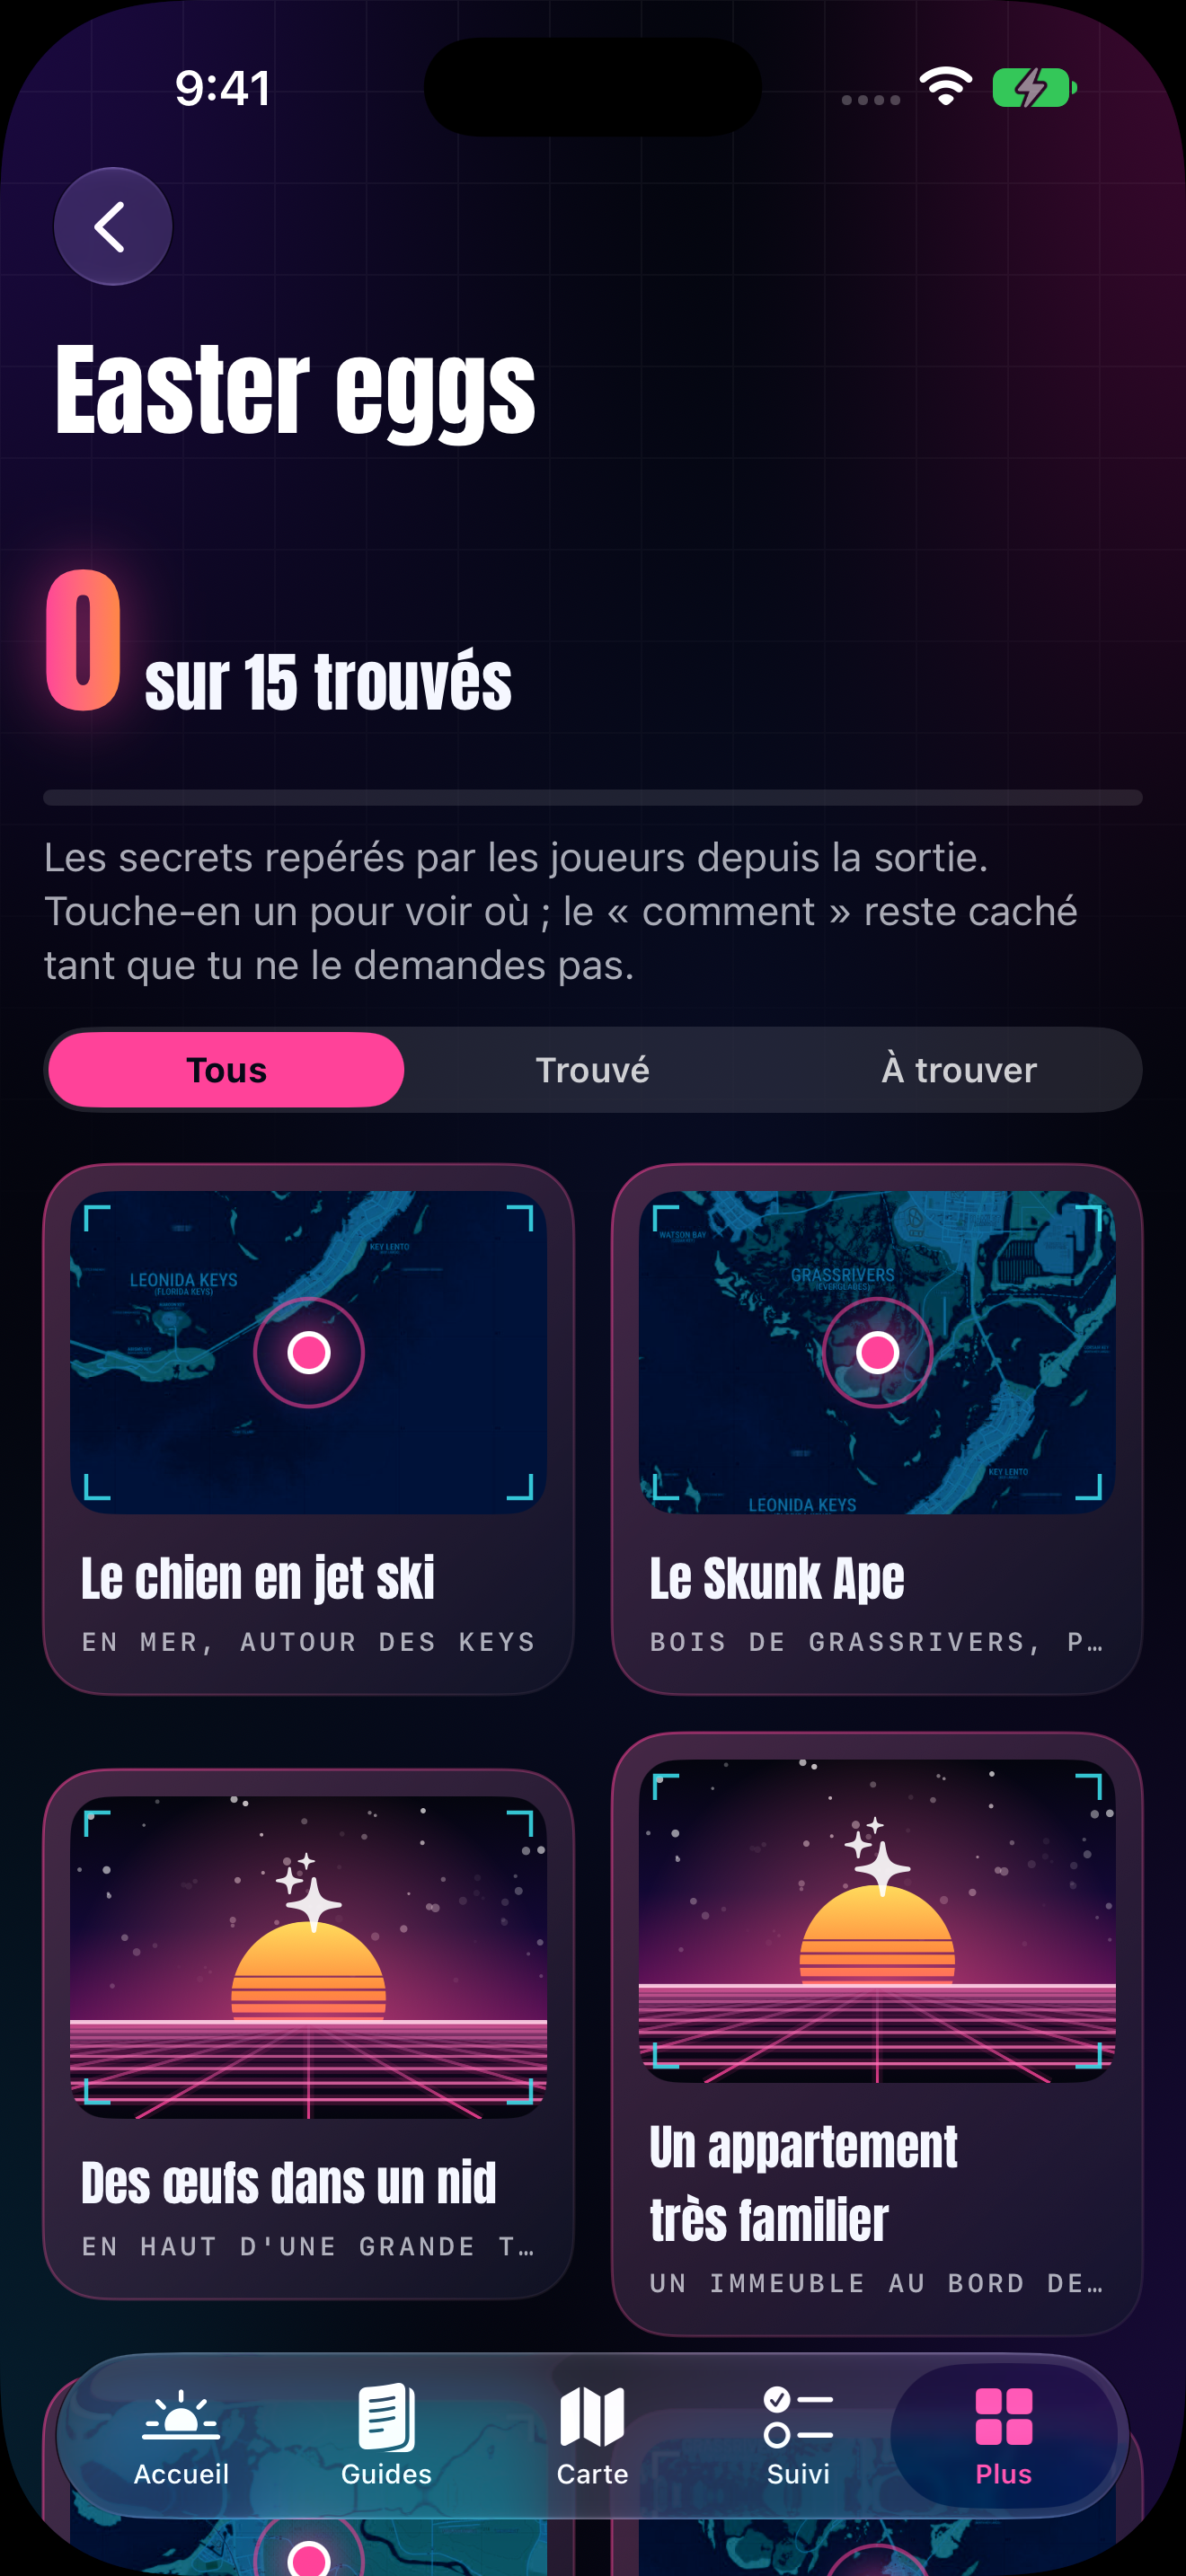 9:41
Easter eggs
0 sur 15 trouvés
Les secrets repérés par les joueurs depuis la sortie.
Touche-en un pour voir où ; le « comment » reste caché
tant que tu ne le demandes pas.
Tous
Trouvé
À trouver
LEONIDA KEYS
(FLORIDA KEYS)
KEY LENTO
Le chien en jet ski
EN MER, AUTOUR DES KEYS
WATSON BAY
GRASSRIVERS
(EVERGLADES)
KEY LENTO
LEONIDA KEYS
Le Skunk Ape
BOIS DE GRASSRIVERS, P…
Des œufs dans un nid
EN HAUT D'UNE GRANDE T…
Un appartement
très familier
UN IMMEUBLE AU BORD DE…
Accueil
Guides
Carte
Suivi
Plus